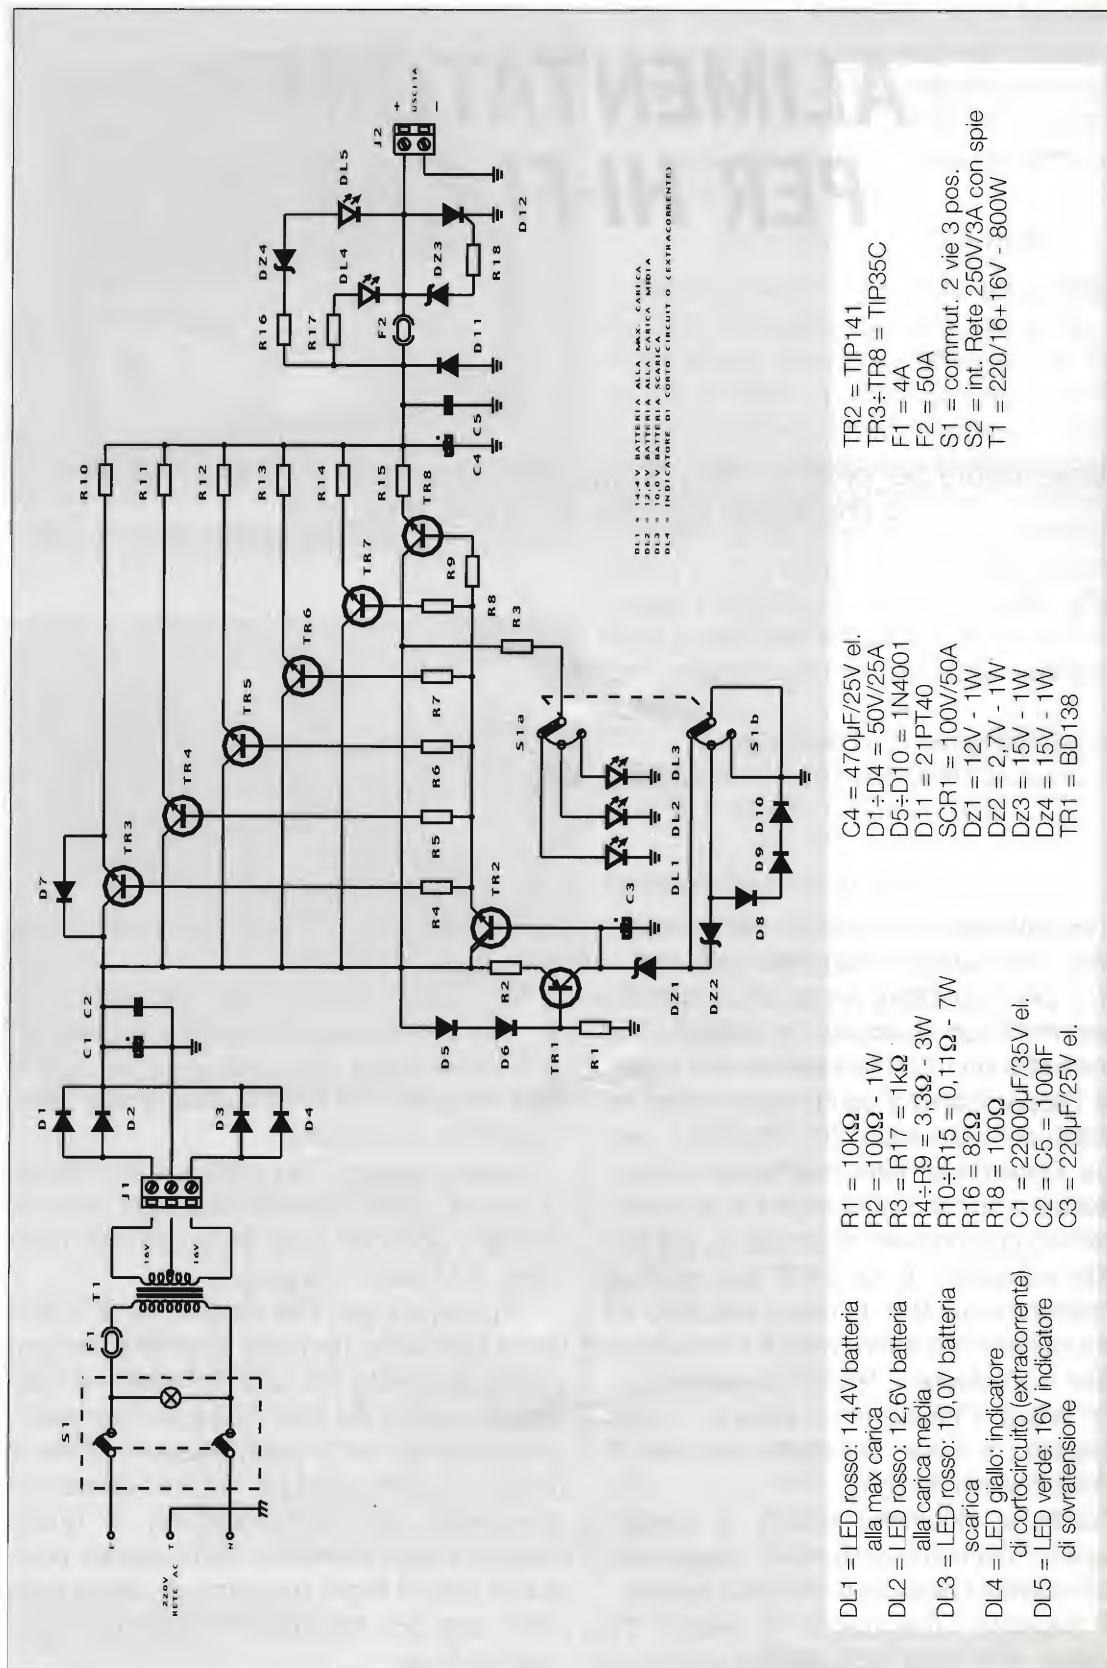 ALIMENTAT
PER HI-F
220V
RETE AC
F
T
N
S1
F1
T1
16V
16V
J1
D1
D2
D3
D4
C1
C2
D7
TR3
TR4
TR5
TR6
TR7
TR8
R10
R11
R12
R13
R14
R15
R4
R5
R6
R7
R8
R9
R3
D5
D6
TR1
R1
R2
TR2
C3
DZ1
DZ2
D8
D9
D10
DL1
DL2
DL3
S1a
S1b
C4
C5
D11
F2
R16
R17
DZ4
DL4
DL5
DZ3
R18
D12
J2
+
USCITA
–
DL1 = 14,4V BATTERIA ALLA MAX. CARICA
DL2 = 12,6V BATTERIA ALLA CARICA MEDIA
DL3 = 10,0V BATTERIA SCARICA
DL4 = INDICATORE DI CORTO CIRCUIT O (EXTRACORRENTE)
DL1 = LED rosso: 14,4V batteria
alla max carica
DL2 = LED rosso: 12,6V batteria
alla carica media
DL3 = LED rosso: 10,0V batteria
scarica
DL4 = LED giallo: indicatore
di cortocircuito (extracorrente)
DL5 = LED verde: 16V indicatore
di sovratensione
R1 = 10kΩ
R2 = 100Ω - 1W
R3 = R17 = 1kΩ
R4÷R9 = 3,3Ω - 3W
R10÷R15 = 0,11Ω - 7W
R16 = 82Ω
R18 = 100Ω
C1 = 22000µF/35V el.
C2 = C5 = 100nF
C3 = 220µF/25V el.
C4 = 470µF/25V el.
D1÷D4 = 50V/25A
D5÷D10 = 1N4001
D11 = 21PT40
SCR1 = 100V/50A
Dz1 = 12V - 1W
Dz2 = 2,7V - 1W
Dz3 = 15V - 1W
Dz4 = 15V - 1W
TR1 = BD138
TR2 = TIP141
TR3÷TR8 = TIP35C
F1 = 4A
F2 = 50A
S1 = commut. 2 vie 3 pos.
S2 = int. Rete 250V/3A con spie
T1 = 220/16+16V - 800W